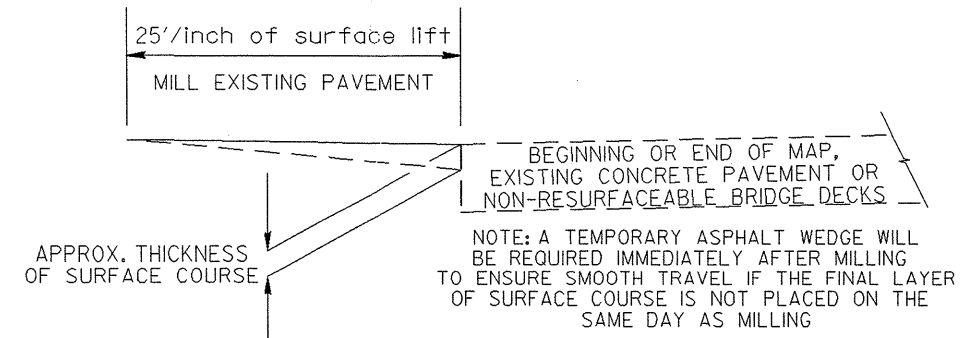 25'/inch of surface lift
MILL EXISTING PAVEMENT
BEGINNING OR END OF MAP,
EXISTING CONCRETE PAVEMENT OR
NON-RESURFACEABLE BRIDGE DECKS
APPROX. THICKNESS
OF SURFACE COURSE
NOTE: A TEMPORARY ASPHALT WEDGE WILL
BE REQUIRED IMMEDIATELY AFTER MILLING
TO ENSURE SMOOTH TRAVEL IF THE FINAL LAYER
OF SURFACE COURSE IS NOT PLACED ON THE
SAME DAY AS MILLING